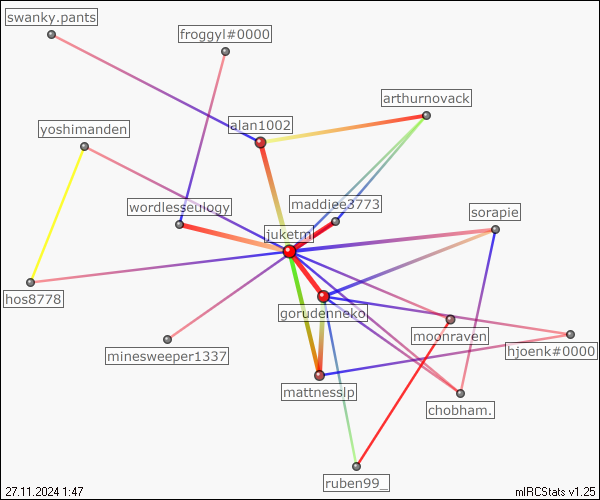 swanky.pants
froggyl#0000
arthurnovack
alan1002
yoshimanden
maddiee3773
wordlesseulogy
sorapie
juketm
hos8778
gorudenneko
moonraven
hjoenk#0000
minesweeper1337
mattnesslp
chobham.
ruben99_
27.11.2024 1:47
mIRCStats v1.25